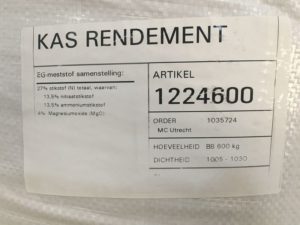 KAS RENDEMENT
EG-meststof samenstelling:
27% stikstof (N) totaal, waarvan:
13.5% nitraatstikstof
13.5% ammoniumstikstof
4% Magnesiumoxide (MgO)
ARTIKEL
1224600
ORDER 1035724
MC Utrecht
HOEVEELHEID BB 600 kg
DICHTHEID 1005 - 1030